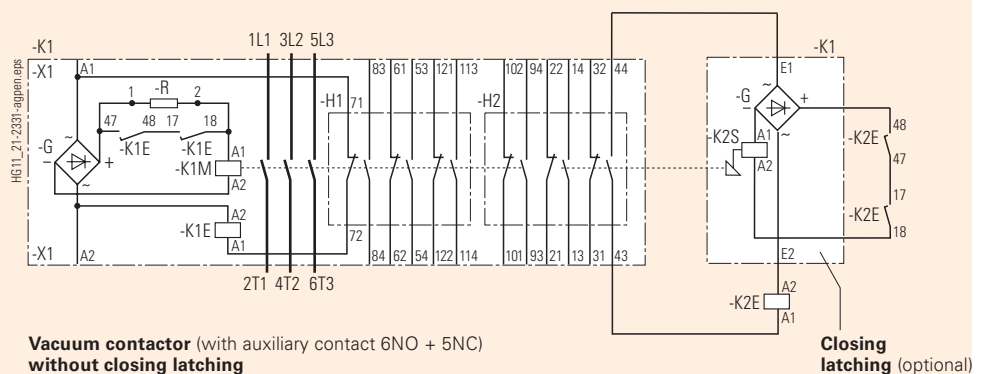 1L1 3L2 5L3
-K1
-X1 A1
83 61 53 121 113
102 94 22 14 32 44
-K1
E1
HG11_21-2331-agpen.eps
1 -R 2
-H1 71
-H2
-G
~
- +
~
47 48 17 18
-K1E -K1E
-G
~
- +
~
A1
-K1M
A2
-K2S
A1
A2
48
-K2E
47
17
-K2E
18
A2
-K1E
A1
72
-X1 A2
84 62 54 122 114
101 93 21 13 31 43
E2
2T1 4T2 6T3
A2
-K2E
A1
Vacuum contactor (with auxiliary contact 6NO + 5NC)
without closing latching
Closing
latching (optional)